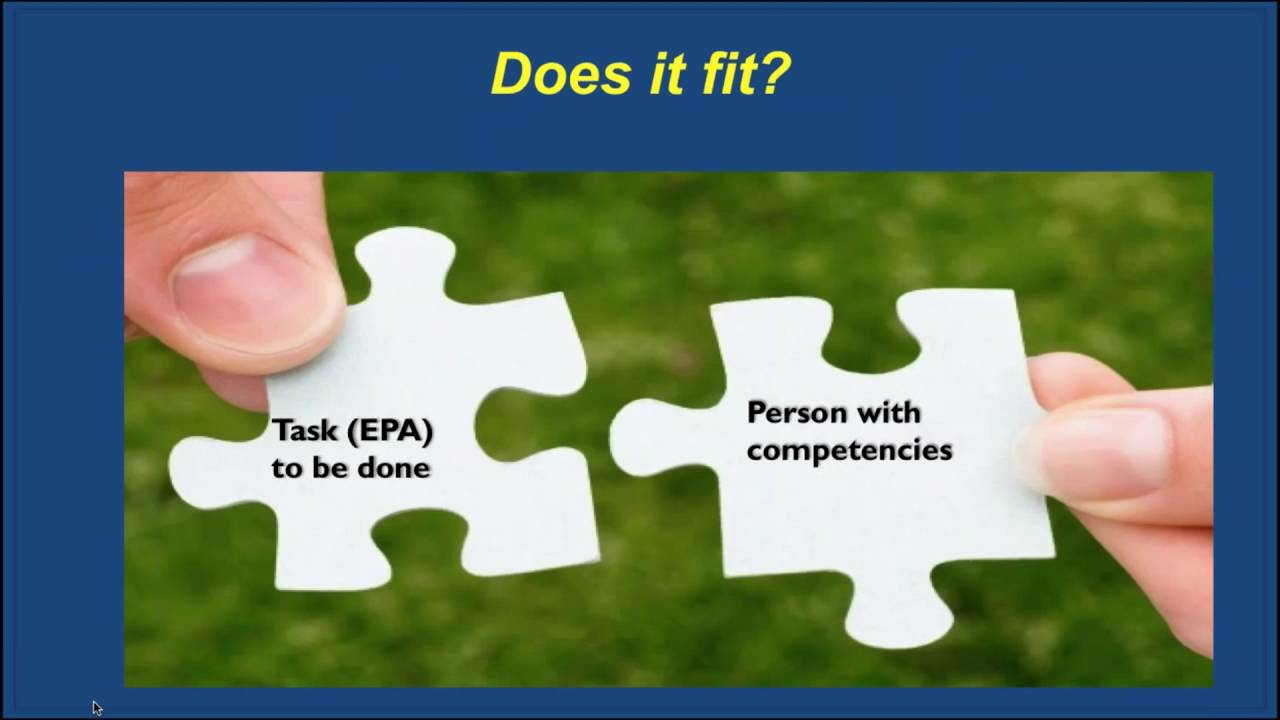 Does it fit?
Task (EPA)
to be done
Person with
competencies